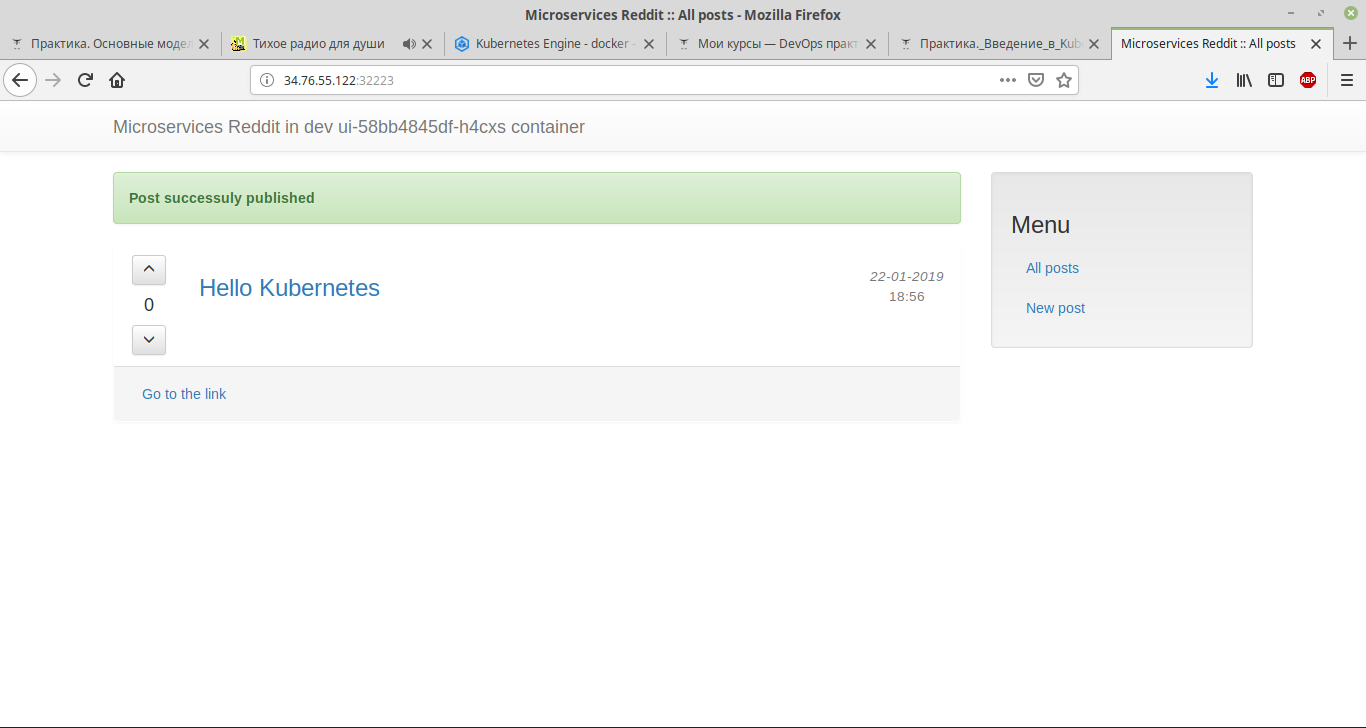 Microservices Reddit :: All posts - Mozilla Firefox
Практика. Основные модел
Тихое радио для души
Kubernetes Engine - docker -
Мои курсы — DevOps практ
Практика._Введение_в_Kub
Microservices Reddit :: All posts
34.76.55.122:32223
ABP
Microservices Reddit in dev ui-58bb4845df-h4cxs container
Post successuly published
Menu
All posts
New post
0
Hello Kubernetes
22-01-2019
18:56
Go to the link